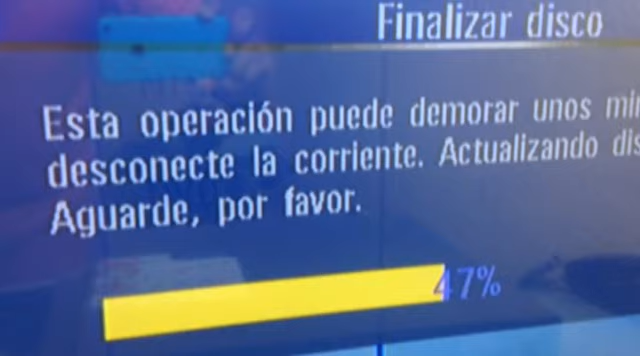 Finalizar disco
Esta operación puede demorar unos
desconecte la corriente. Actualizando
Aguarde, por favor.
47%